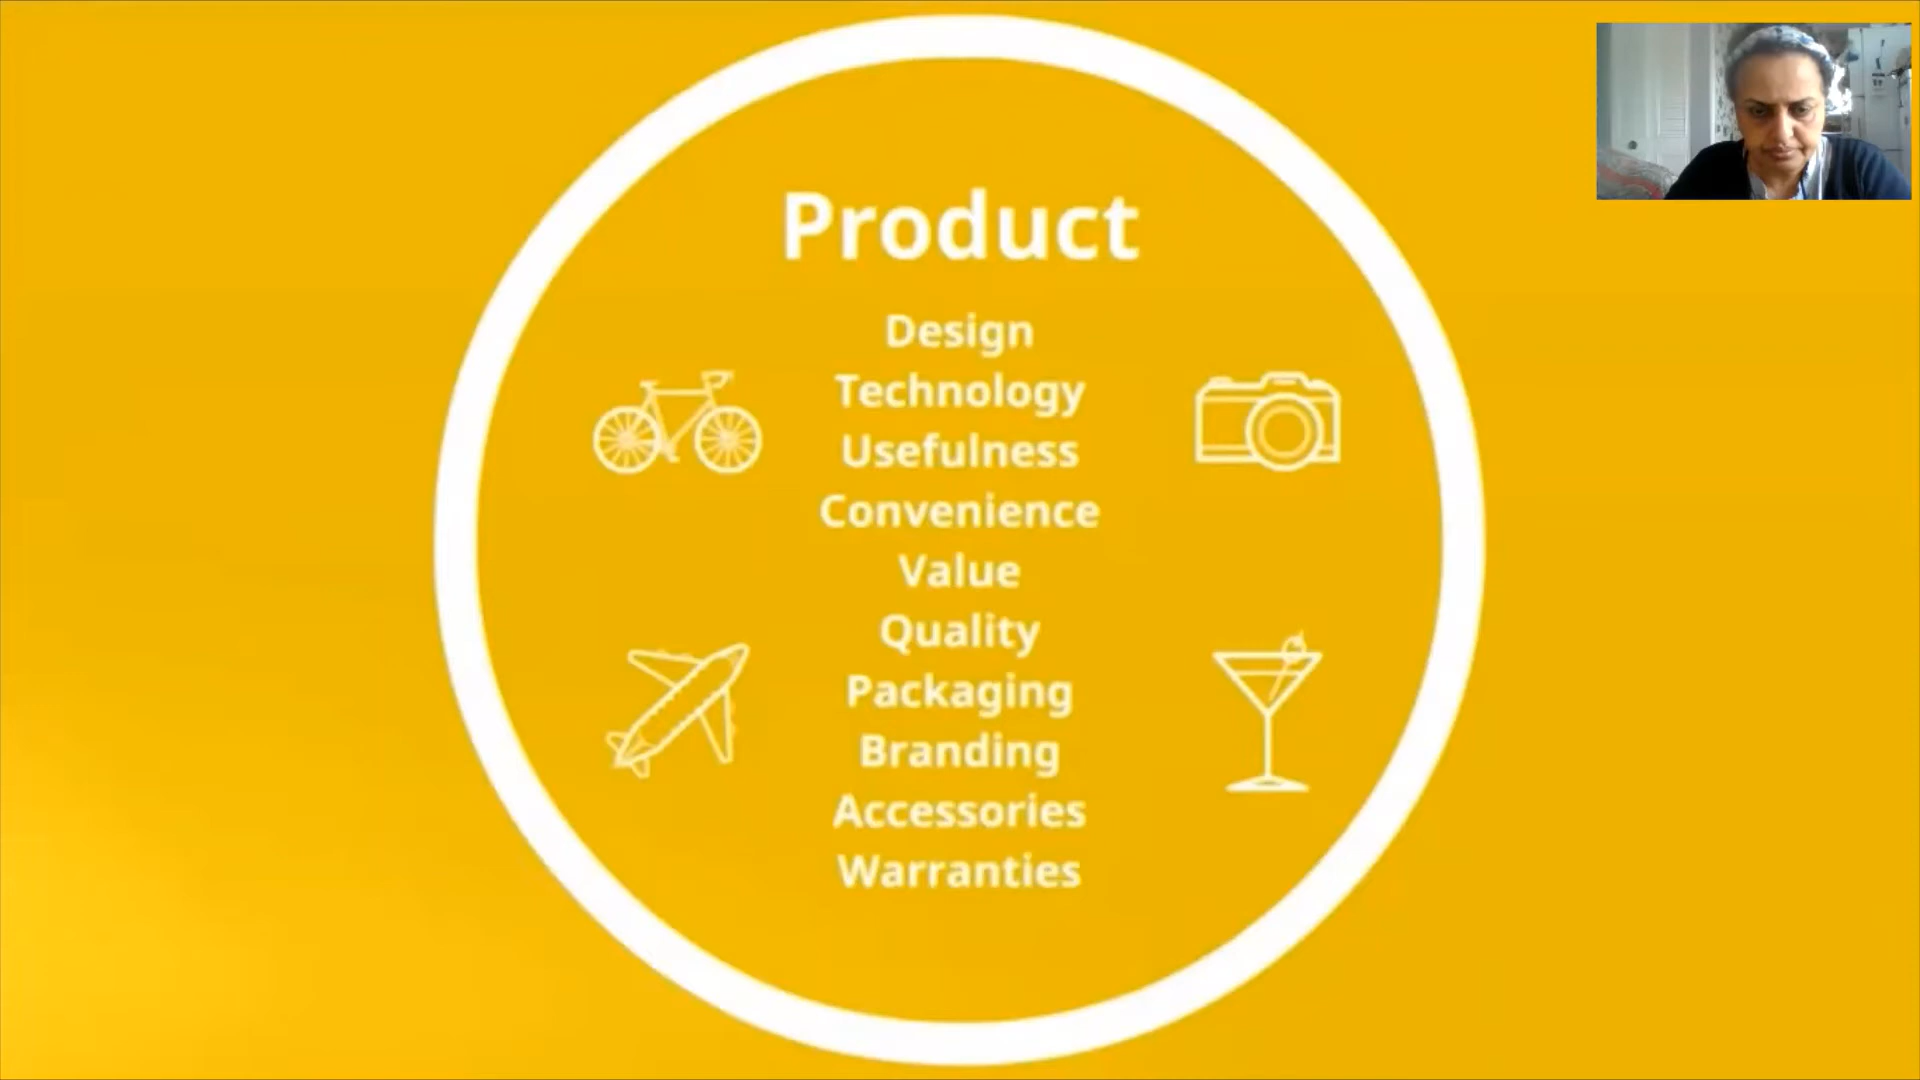 Product
Design
Technology
Usefulness
Convenience
Value
Quality
Packaging
Branding
Accessories
Warranties